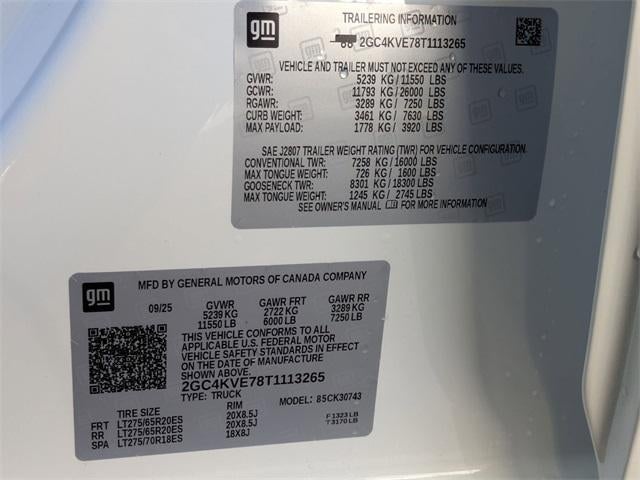 gm
TRAILERING INFORMATION
88 2GC4KVE78T1113265
VEHICLE AND TRAILER MUST NOT EXCEED ANY OF THESE VALUES.
GVWR: 5239 KG/11550 LBS
GCWR: 11793 KG/26000 LBS
RGAWR: 3289 KG/ 7250 LBS
CURB WEIGHT: 3461 KG/ 7630 LBS
MAX PAYLOAD: 1778 KG/ 3920 LBS
SAE J2807 TRAILER WEIGHT RATING (TWR) FOR VEHICLE CONFIGURATION.
CONVENTIONAL TWR: 7258 KG/16000 LBS
MAX TONGUE WEIGHT: 726 KG/ 1600 LBS
GOOSENECK TWR: 8301 KG/18300 LBS
MAX TONGUE WEIGHT: 1245 KG/ 2745 LBS
SEE OWNER'S MANUAL FOR MORE INFORMATION
gm
MFD BY GENERAL MOTORS OF CANADA COMPANY
09/25 GVWR GAWR FRT GAWR RR
5239 KG 2722 KG 3289 KG
11550 LB 6000 LB 7250 LB
THIS VEHICLE CONFORMS TO ALL
APPLICABLE U.S. FEDERAL MOTOR
VEHICLE SAFETY STANDARDS IN EFFECT
ON THE DATE OF MANUFACTURE
SHOWN ABOVE.
2GC4KVE78T1113265
TYPE: TRUCK MODEL: 85CK30743
TIRE SIZE RIM
FRT LT275/65R20ES 20X8.5J F1323 LB
RR LT275/65R20ES 20X8.5J T3170 LB
SPA LT275/70R18ES 18X8J